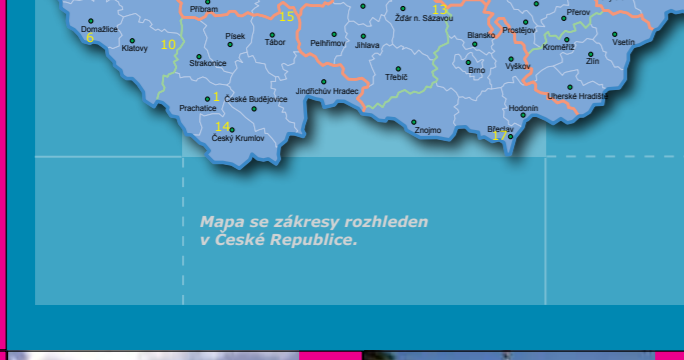 Příbram
15
13
Přerov
Žďár n. Sázavou
Domažlice
6
Písek
Tábor
Pelhřimov
Jihlava
Blansko
Prostějov
Kroměříž
Vsetín
10
Klatovy
Strakonice
Třebíč
Brno
Vyškov
Zlín
Jindřichův Hradec
Uherské Hradiště
1
České Budějovice
Prachatice
Hodonín
14
Český Krumlov
Znojmo
Břeclav
Mapa se zákresy rozhleden
v České Republice.